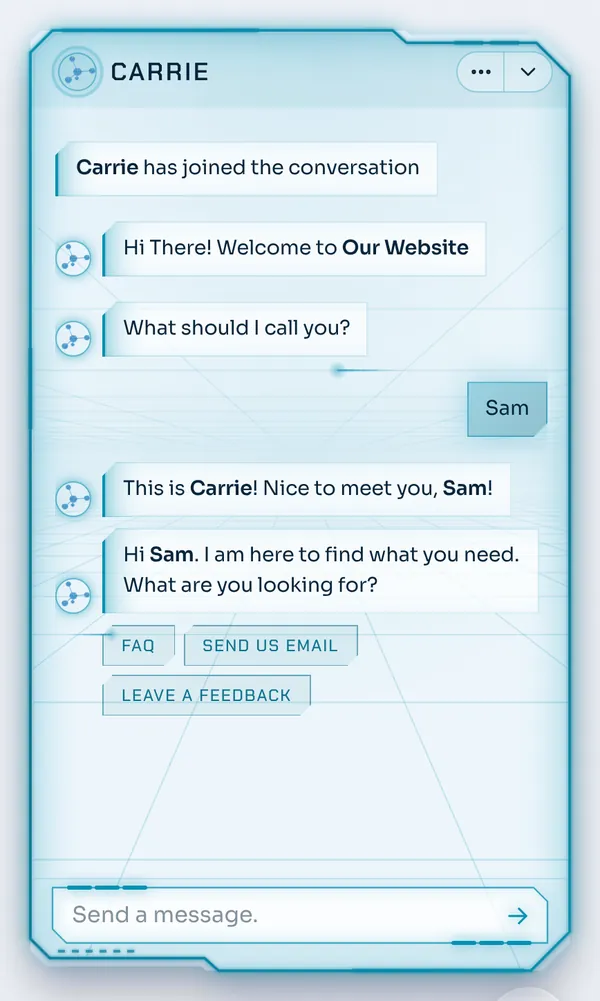 CARRIE
Carrie has joined the conversation
Hi There! Welcome to Our Website
What should I call you?
Sam
This is Carrie! Nice to meet you, Sam!
Hi Sam. I am here to find what you need.
What are you looking for?
FAQ SEND US EMAIL
LEAVE A FEEDBACK
Send a message.